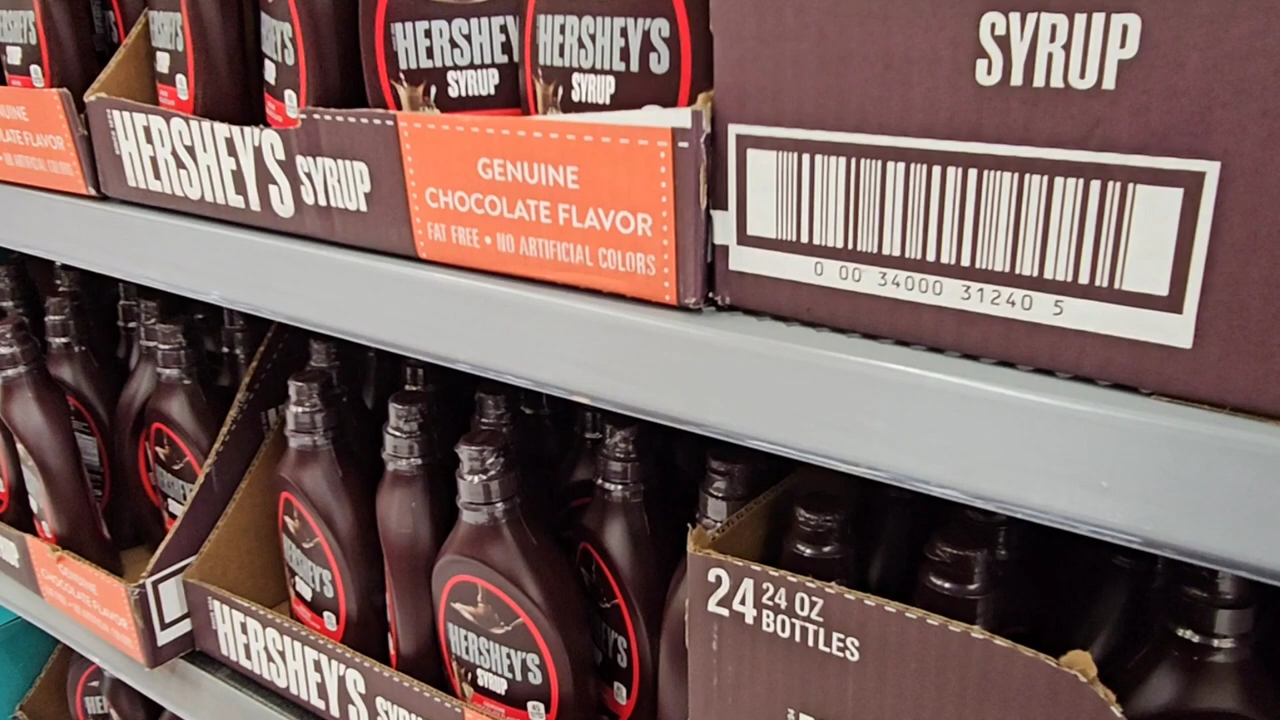 HERSHEY'S
SYRUP
HERSHEY'S
SYRUP
SYRUP
HERSHEY'S SYRUP
GENUINE
CHOCOLATE FLAVOR
FAT FREE • NO ARTIFICIAL COLORS
0 00 34000 31240 5
HERSHEY'S
HERSHEY'S
SYRUP
HERSHEY'S
24 24 OZ
BOTTLES